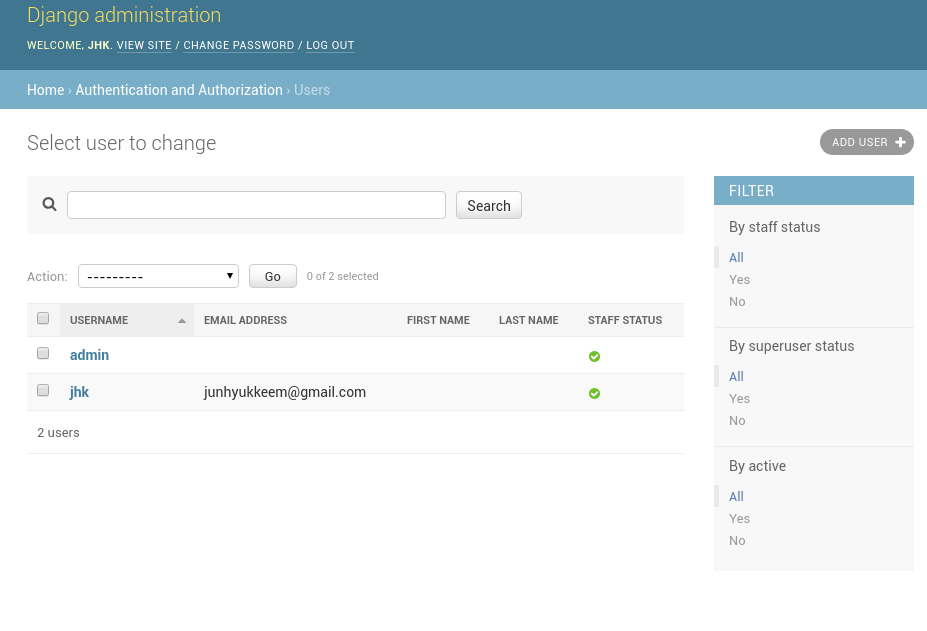 Django administration
WELCOME, JHK. VIEW SITE / CHANGE PASSWORD / LOG OUT
Home › Authentication and Authorization › Users
Select user to change
ADD USER
Search
Action: --------- Go 0 of 2 selected
USERNAME EMAIL ADDRESS FIRST NAME LAST NAME STAFF STATUS
admin
jhk junhyukkeem@gmail.com
2 users
FILTER
By staff status
All
Yes
No
By superuser status
All
Yes
No
By active
All
Yes
No